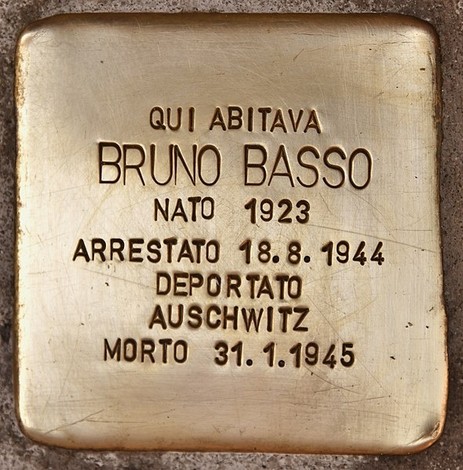 QUI ABITAVA
BRUNO BASSO
NATO 1923
ARRESTATO 18.8.1944
DEPORTATO
AUSCHWITZ
MORTO 31.1.1945